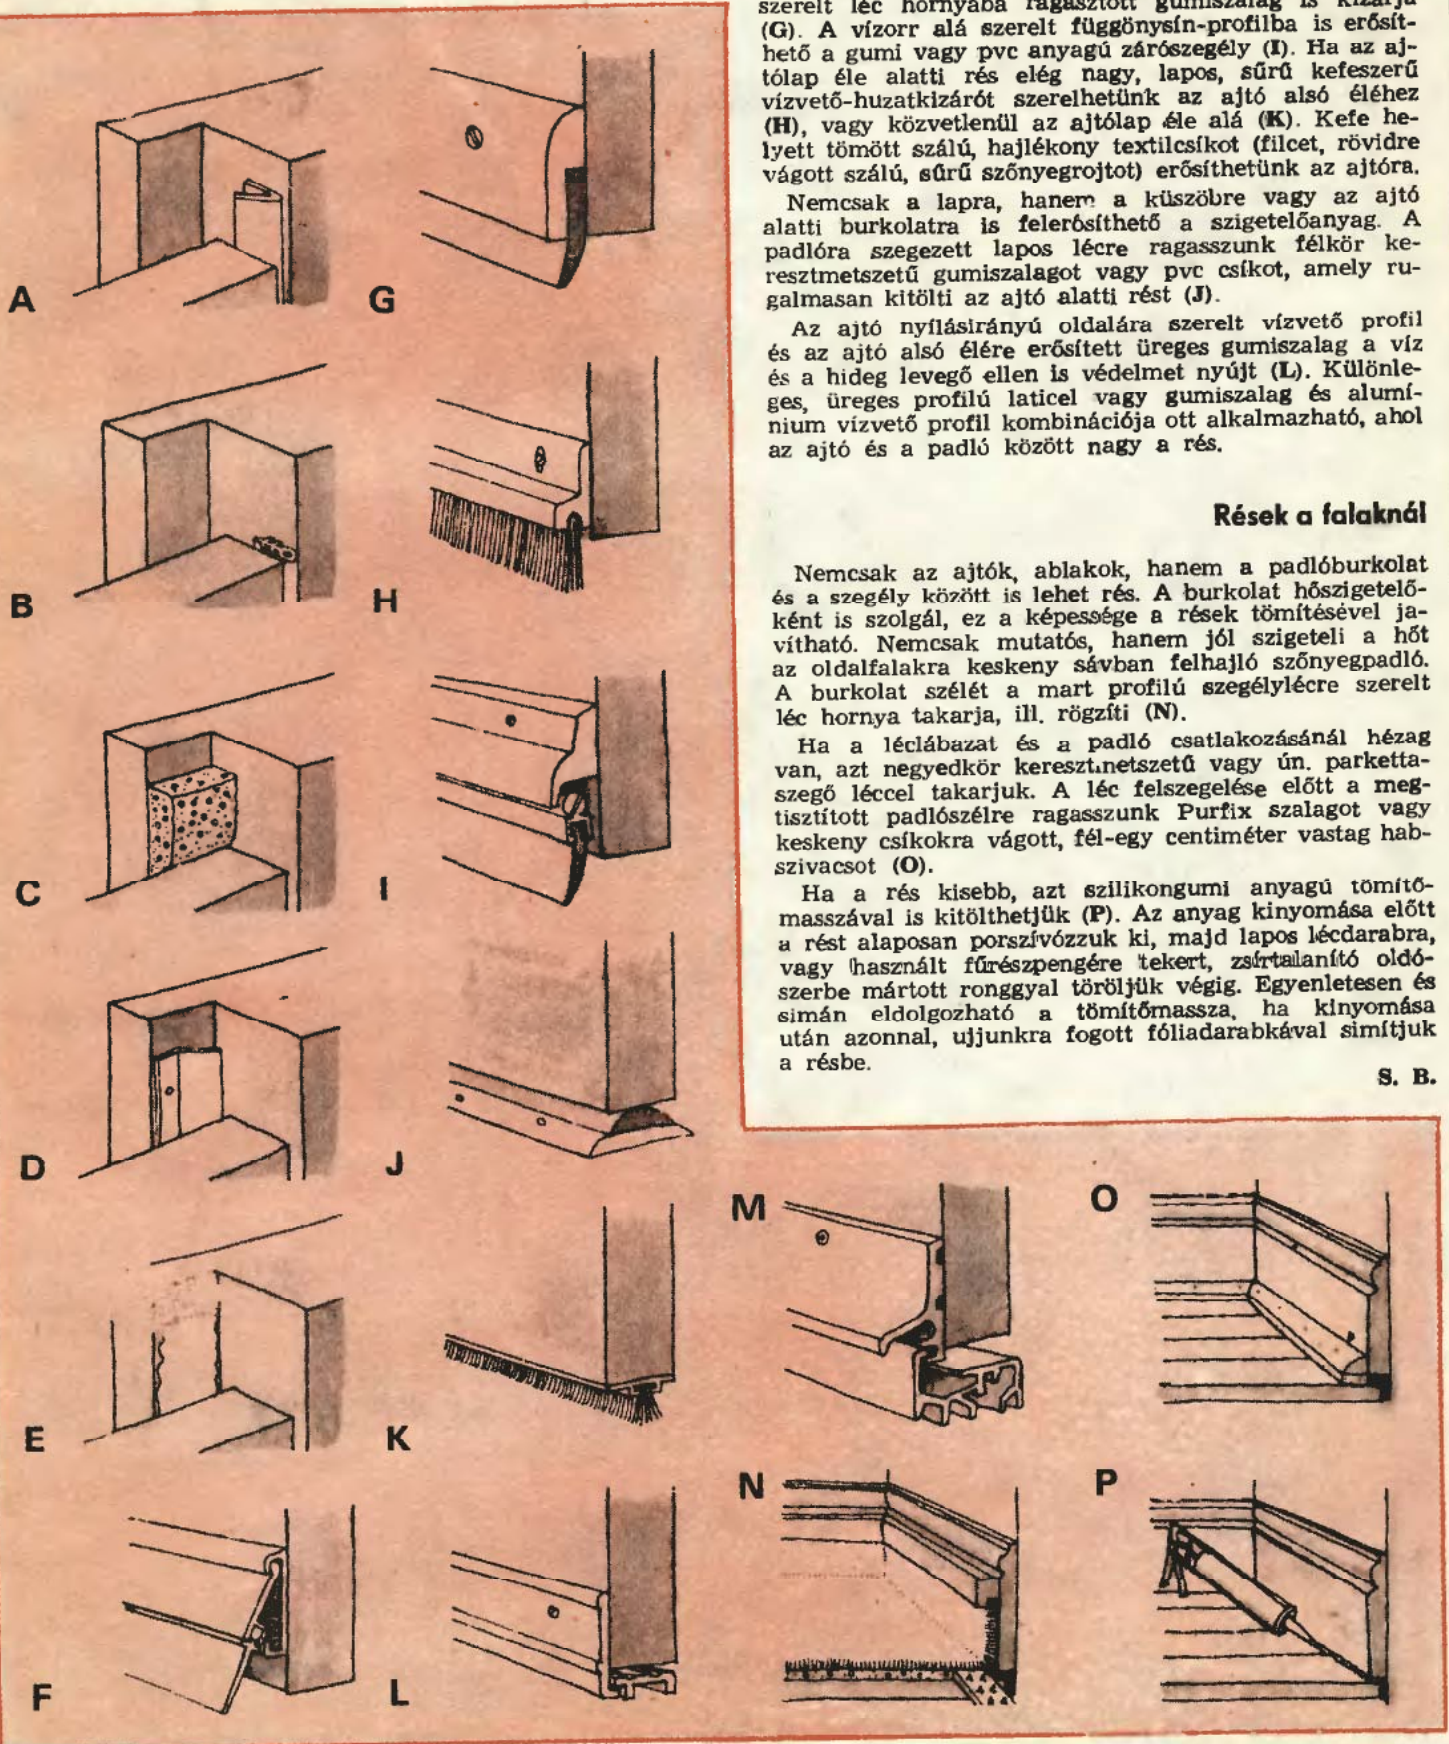 szerelt léc hornyába ragasztott gumiszalag is kizárja
(G). A vízorr alá szerelt függönysín-profilba is erősít-
hető a gumi vagy pvc anyagú zárószegély (I). Ha az aj-
tólap éle alatti rés elég nagy, lapos, sűrű kefeszerű
vízvető-huzatkizárót szerelhetünk az ajtó alsó éléhez
(H), vagy közvetlenül az ajtólap éle alá (K). Kefe he-
lyett tömött szálú, hajlékony textilcsíkot (filcet, rövidre
vágott szálú, sűrű szőnyegrojtot) erősíthetünk az ajtóra.
Nemcsak a lapra, hanem a küszöbre vagy az ajtó
alatti burkolatra is felerősíthető a szigetelőanyag. A
padlóra szegezett lapos lécre ragasszunk félkör ke-
resztmetszetű gumiszalagot vagy pvc csíkot, amely ru-
galmasan kitölti az ajtó alatti rést (J).
Az ajtó nyílásirányú oldalára szerelt vízvető profil
és az ajtó alsó élére erősített üreges gumiszalag a víz
és a hideg levegő ellen is védelmet nyújt (L). Különle-
ges, üreges profilú laticel vagy gumiszalag és alumí-
nium vízvető profil kombinációja ott alkalmazható, ahol
az ajtó és a padló között nagy a rés.
Rések a falaknál
Nemcsak az ajtók, ablakok, hanem a padlóburkolat
és a szegély között is lehet rés. A burkolat hőszigetelő-
ként is szolgál, ez a képessége a rések tömítésével ja-
vítható. Nemcsak mutatós, hanem jól szigeteli a hőt
az oldalfalakra keskeny sávban felhajló szőnyegpadló.
A burkolat szélét a mart profilú szegélylécre szerelt
léc hornya takarja, ill. rögzíti (N).
Ha a léclábazat és a padló csatlakozásánál hézag
van, azt negyedkör keresztmetszetű vagy ún. parketta-
szegő léccel takarjuk. A léc felszegelése előtt a meg-
tisztított padlószélre ragasszunk Purfix szalagot vagy
keskeny csíkokra vágott, fél-egy centiméter vastag hab-
szivacsot (O).
Ha a rés kisebb, azt szilikongumi anyagú tömítő-
masszával is kitölthetjük (P). Az anyag kinyomása előtt
a rést alaposan porszívózzuk ki, majd lapos lécdarabra,
vagy használt fűrészpengére tekert, zsírtalanító oldó-
szerbe mártott ronggyal töröljük végig. Egyenletesen és
simán eldolgozható a tömítőmassza, ha kinyomása
után azonnal, ujjunkra fogott fóliadarabkával simítjuk
a résbe.
S. B.
A
B
C
D
E
F
G
H
I
J
K
L
M
N
O
P